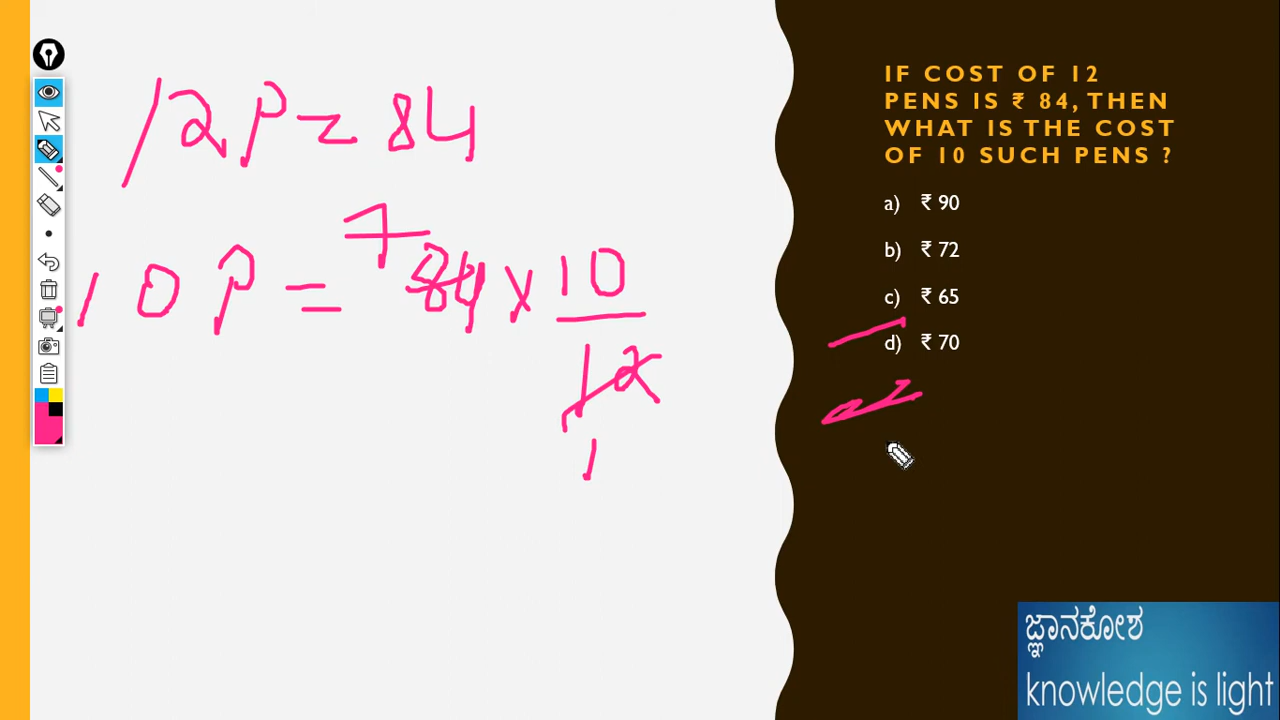 12P = 84
10P = 7 84 x 10
12
1
IF COST OF 12
PENS IS ₹ 84, THEN
WHAT IS THE COST
OF 10 SUCH PENS ?
a) ₹ 90
b) ₹ 72
c) ₹ 65
d) ₹ 70
ಜ್ಞಾನಕೋಶ
knowledge is light